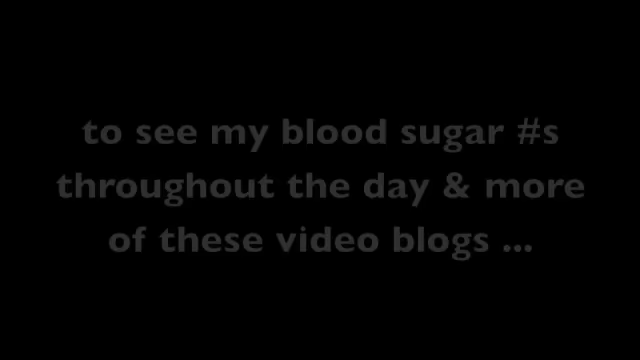 to see my blood sugar #s
throughout the day & more
of these video blogs ...